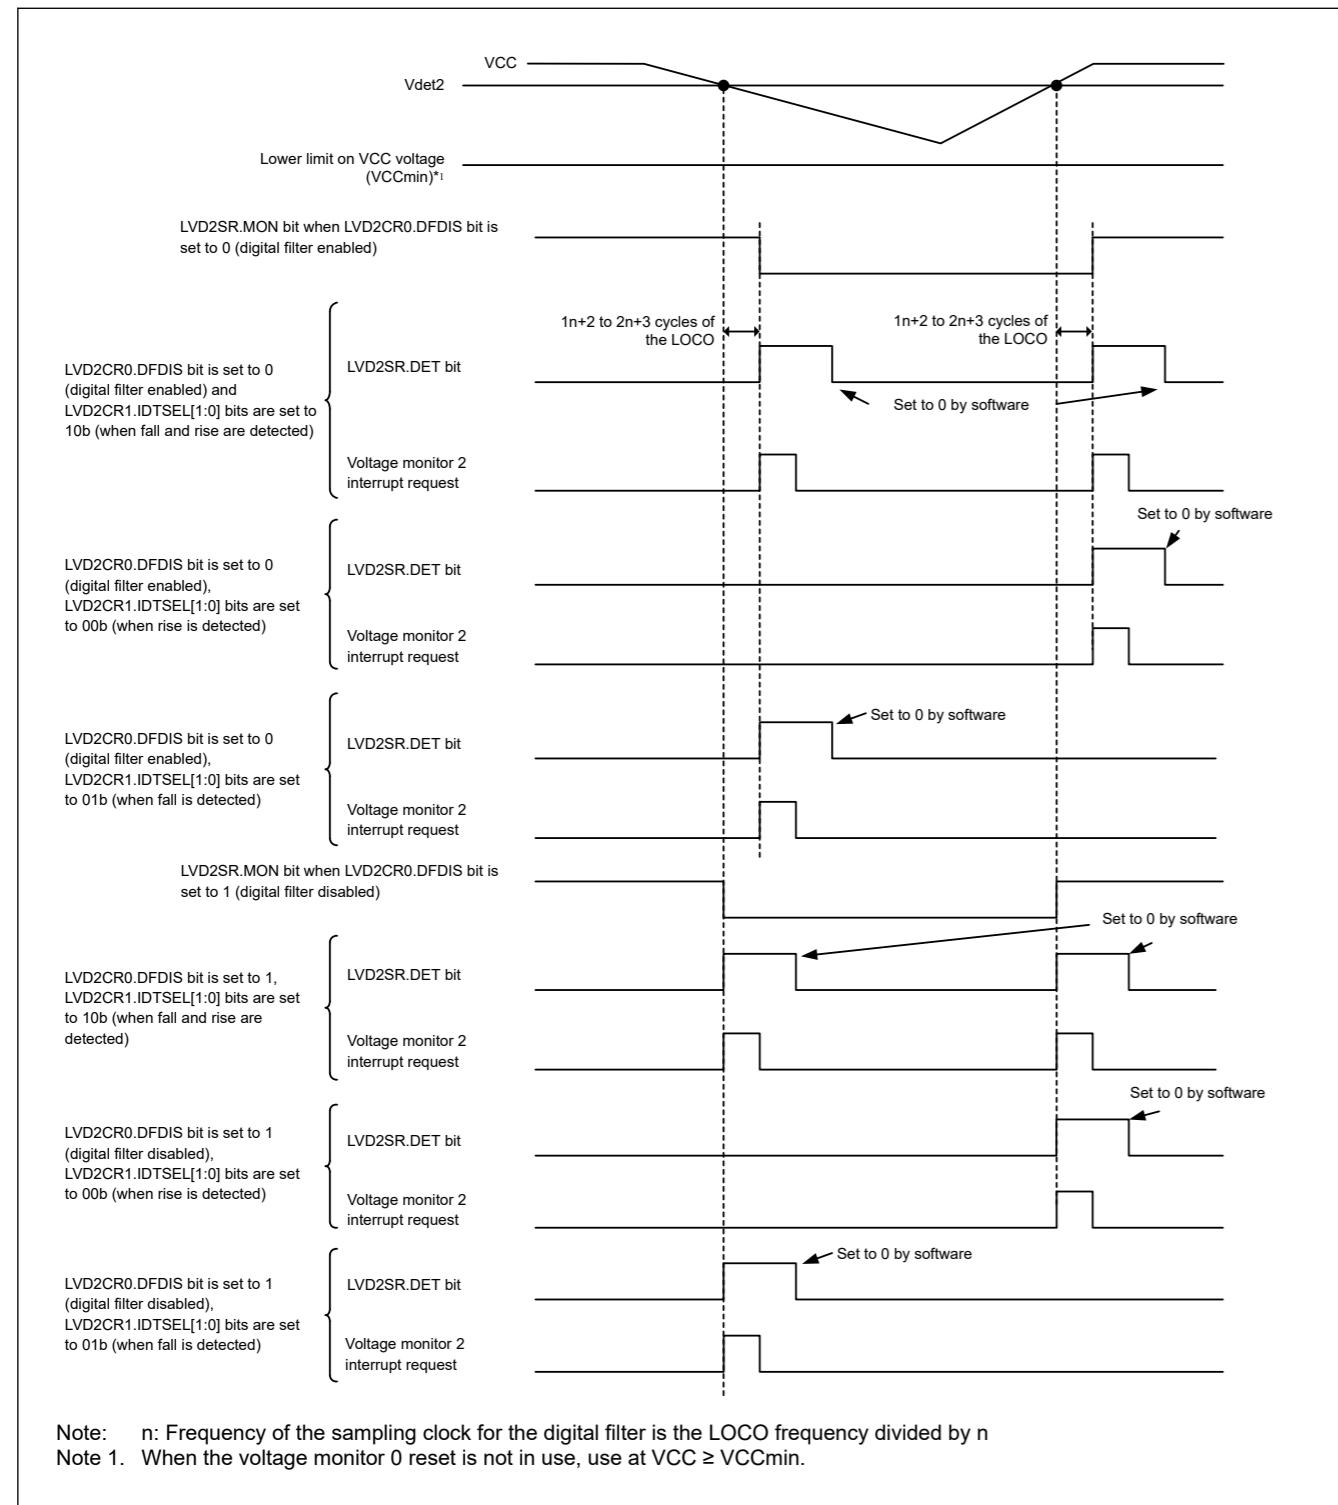 VCC
Vdet2
Lower limit on VCC voltage
(VCCmin)*1
LVD2SR.MON bit when LVD2CR0.DFDIS bit is
set to 0 (digital filter enabled)
1n+2 to 2n+3 cycles of
the LOCO
1n+2 to 2n+3 cycles of
the LOCO
LVD2CR0.DFDIS bit is set to 0
(digital filter enabled) and
LVD2CR1.IDTSEL[1:0] bits are set to
10b (when fall and rise are detected)
LVD2SR.DET bit
Set to 0 by software
Voltage monitor 2
interrupt request
Set to 0 by software
LVD2CR0.DFDIS bit is set to 0
(digital filter enabled),
LVD2CR1.IDTSEL[1:0] bits are set
to 00b (when rise is detected)
LVD2SR.DET bit
Voltage monitor 2
interrupt request
Set to 0 by software
LVD2CR0.DFDIS bit is set to 0
(digital filter enabled),
LVD2CR1.IDTSEL[1:0] bits are set
to 01b (when fall is detected)
LVD2SR.DET bit
Voltage monitor 2
interrupt request
LVD2SR.MON bit when LVD2CR0.DFDIS bit is
set to 1 (digital filter disabled)
Set to 0 by software
LVD2CR0.DFDIS bit is set to 1,
LVD2CR1.IDTSEL[1:0] bits are set
to 10b (when fall and rise are
detected)
LVD2SR.DET bit
Voltage monitor 2
interrupt request
Set to 0 by software
LVD2CR0.DFDIS bit is set to 1
(digital filter disabled),
LVD2CR1.IDTSEL[1:0] bits are set
to 00b (when rise is detected)
LVD2SR.DET bit
Voltage monitor 2
interrupt request
Set to 0 by software
LVD2CR0.DFDIS bit is set to 1
(digital filter disabled),
LVD2CR1.IDTSEL[1:0] bits are set
to 01b (when fall is detected)
LVD2SR.DET bit
Voltage monitor 2
interrupt request
Note: n: Frequency of the sampling clock for the digital filter is the LOCO frequency divided by n
Note 1. When the voltage monitor 0 reset is not in use, use at VCC ≥ VCCmin.